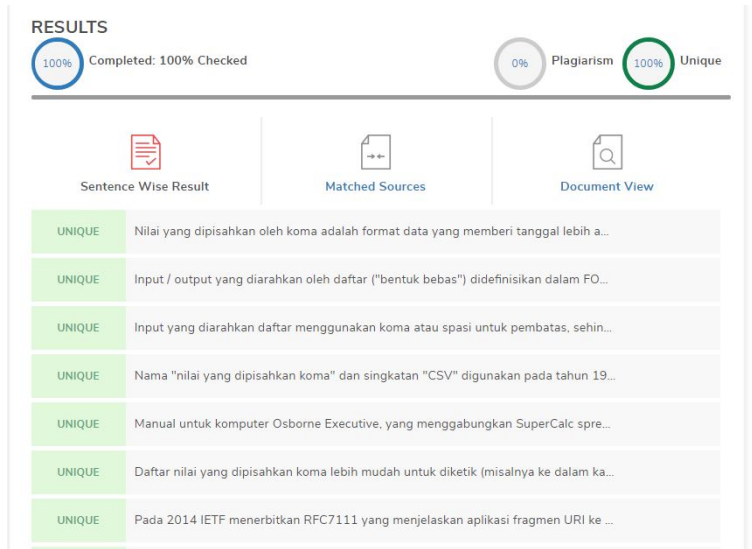 RESULTS
100% Completed: 100% Checked 0% Plagiarism 100% Unique
Sentence Wise Result Matched Sources Document View
UNIQUE Nilai yang dipisahkan oleh koma adalah format data yang memberi tanggal lebih a...
UNIQUE Input / output yang diarahkan oleh daftar ("bentuk bebas") didefinisikan dalam FO...
UNIQUE Input yang diarahkan daftar menggunakan koma atau spasi untuk pembatas, sehin...
UNIQUE Nama "nilai yang dipisahkan koma" dan singkatan "CSV" digunakan pada tahun 19...
UNIQUE Manual untuk komputer Osborne Executive, yang menggabungkan SuperCalc spre...
UNIQUE Daftar nilai yang dipisahkan koma lebih mudah untuk diketik (misalnya ke dalam ka...
UNIQUE Pada 2014 IETF menerbitkan RFC7111 yang menjelaskan aplikasi fragmen URI ke ...